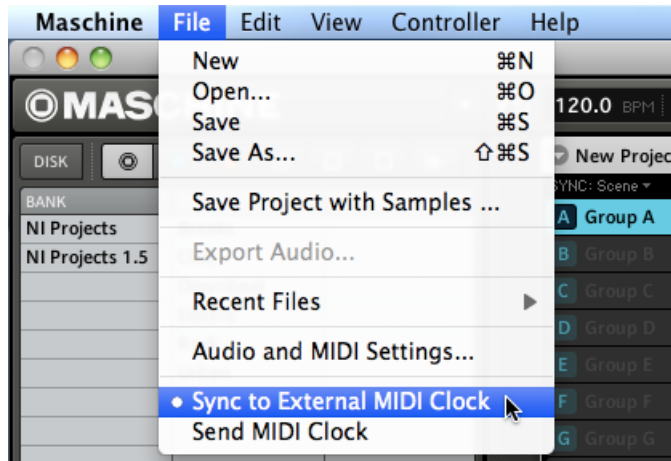 Maschine File Edit View Controller Help
New ⌘N
Open... ⌘O
Save ⌘S
Save As... ⇧⌘S
Save Project with Samples ...
Export Audio...
Recent Files
Audio and MIDI Settings...
Sync to External MIDI Clock
Send MIDI Clock
MAS
DISK
BANK
NI Projects
NI Projects 1.5
120.0 BPM
New Projec
SYNC: Scene
A Group A
B Group B
C Group C
D Group D
E Group E
F Group F
G Group G